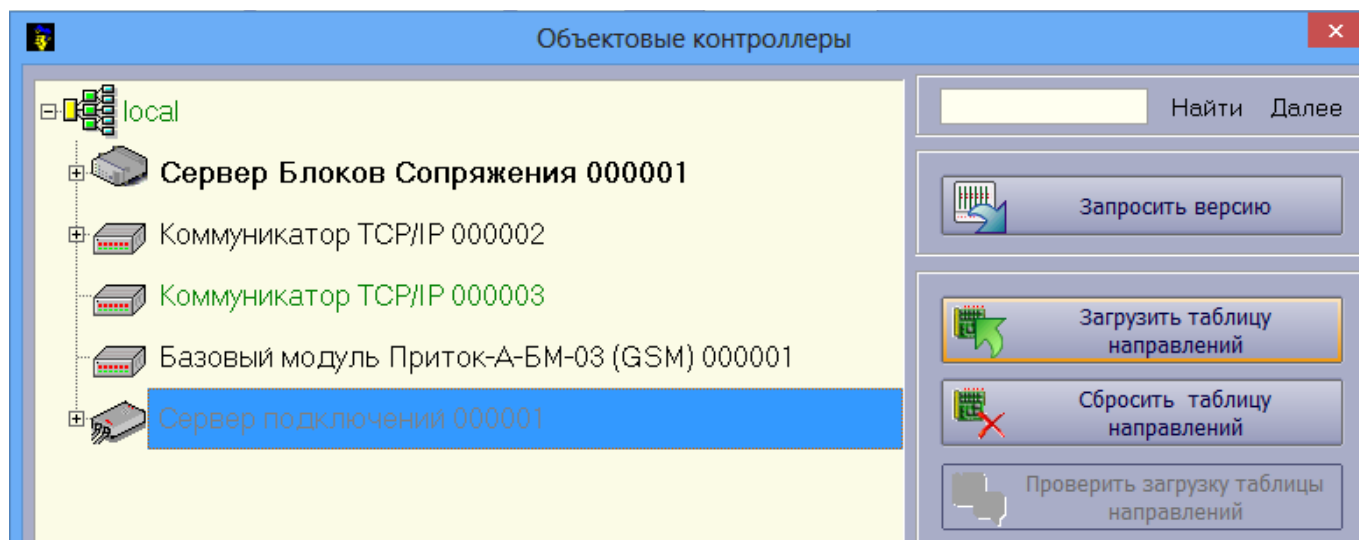 Объектовые контроллеры
local
Сервер Блоков Сопряжения 000001
Коммуникатор TCP/IP 000002
Коммуникатор TCP/IP 000003
Базовый модуль Приток-А-БМ-03 (GSM) 000001
Сервер подключений 000001
Найти Далее
Запросить версию
Загрузить таблицу
направлений
Сбросить таблицу
направлений
Проверить загрузку таблицы
направлений